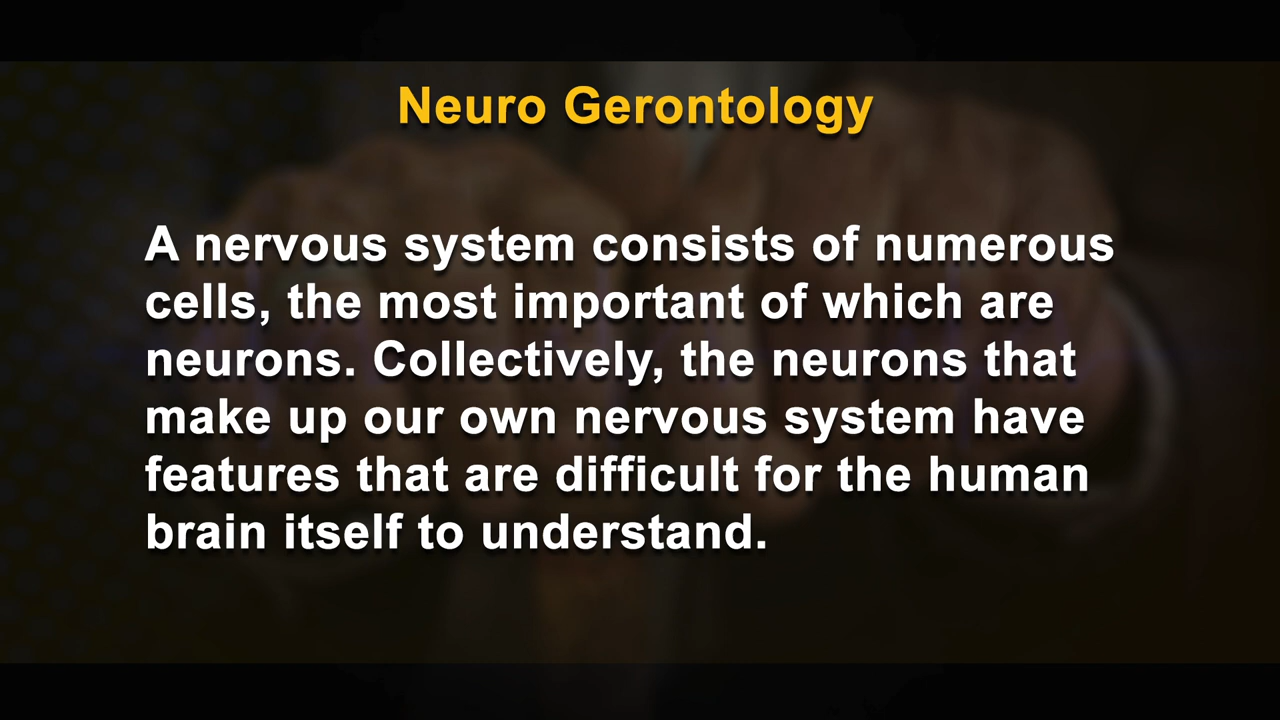 Neuro Gerontology
A nervous system consists of numerous
cells, the most important of which are
neurons. Collectively, the neurons that
make up our own nervous system have
features that are difficult for the human
brain itself to understand.